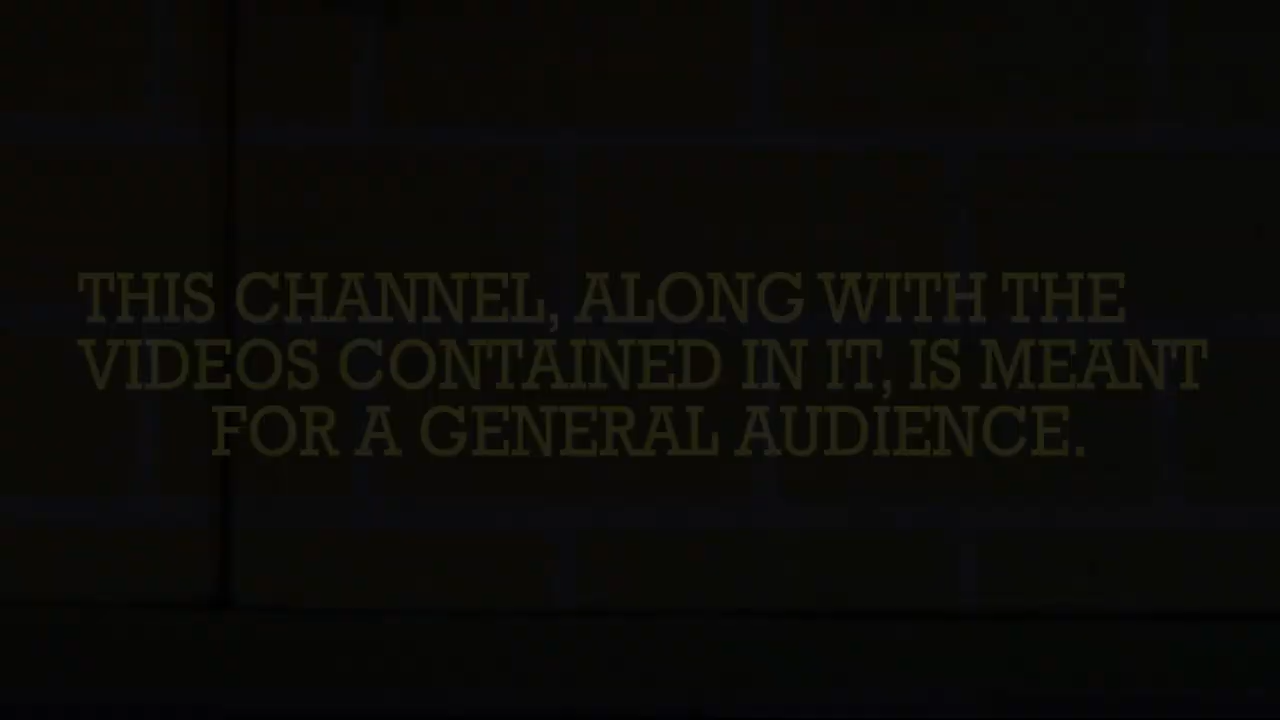 THIS CHANNEL, ALONG WITH THE
VIDEOS CONTAINED IN IT, IS MEANT
FOR A GENERAL AUDIENCE.